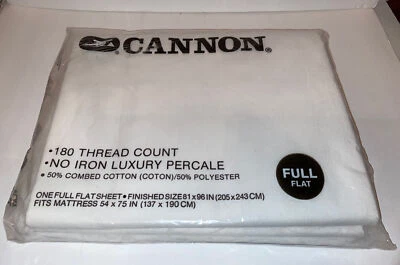 CANNON®
•180 THREAD COUNT
•NO IRON LUXURY PERCALE
• 50% COMBED COTTON (COTON)/50% POLYESTER
FULL
FLAT
ONE FULL FLAT SHEET • FINISHED SIZE 81 x 96 IN (205 x 243 CM)
FITS MATTRESS 54 x 75 IN (137 x 190 CM)